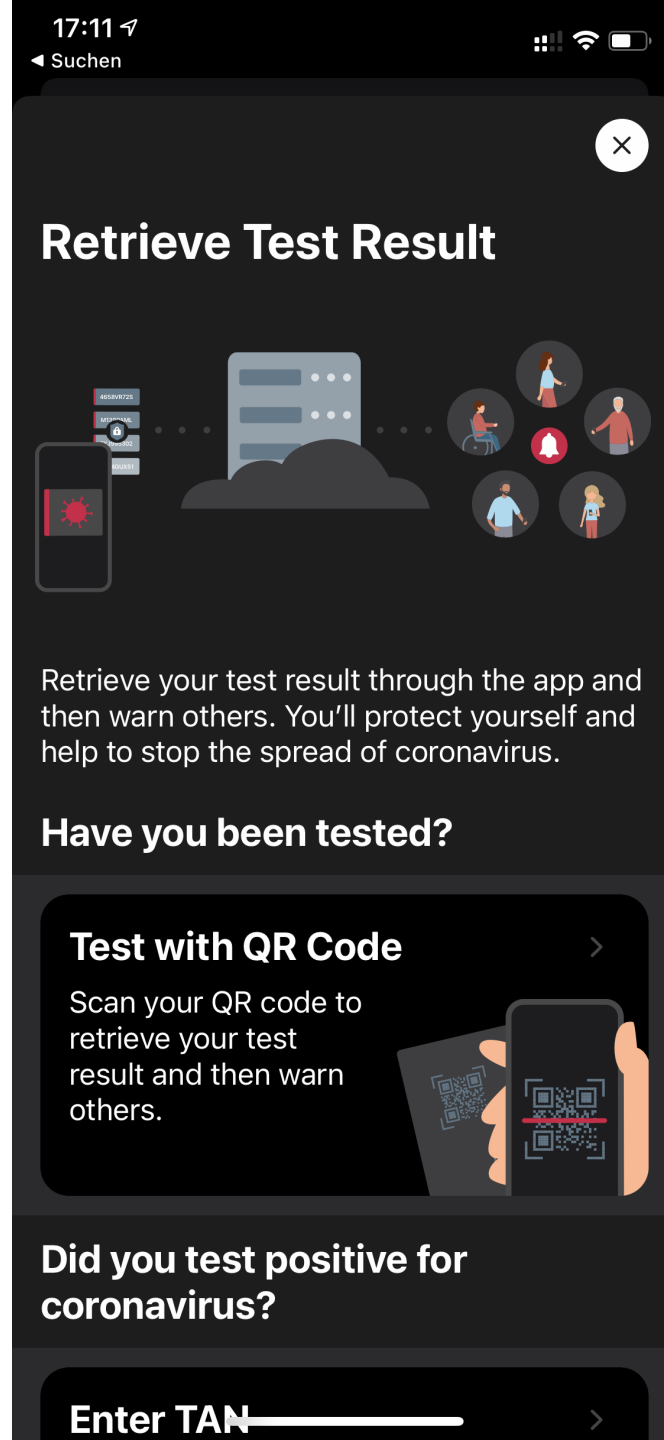 17:11
◀ Suchen
Retrieve Test Result
4658VR72S
Retrieve your test result through the app and
then warn others. You’ll protect yourself and
help to stop the spread of coronavirus.
Have you been tested?
Test with QR Code
Scan your QR code to
retrieve your test
result and then warn
others.
Did you test positive for
coronavirus?
Enter TAN